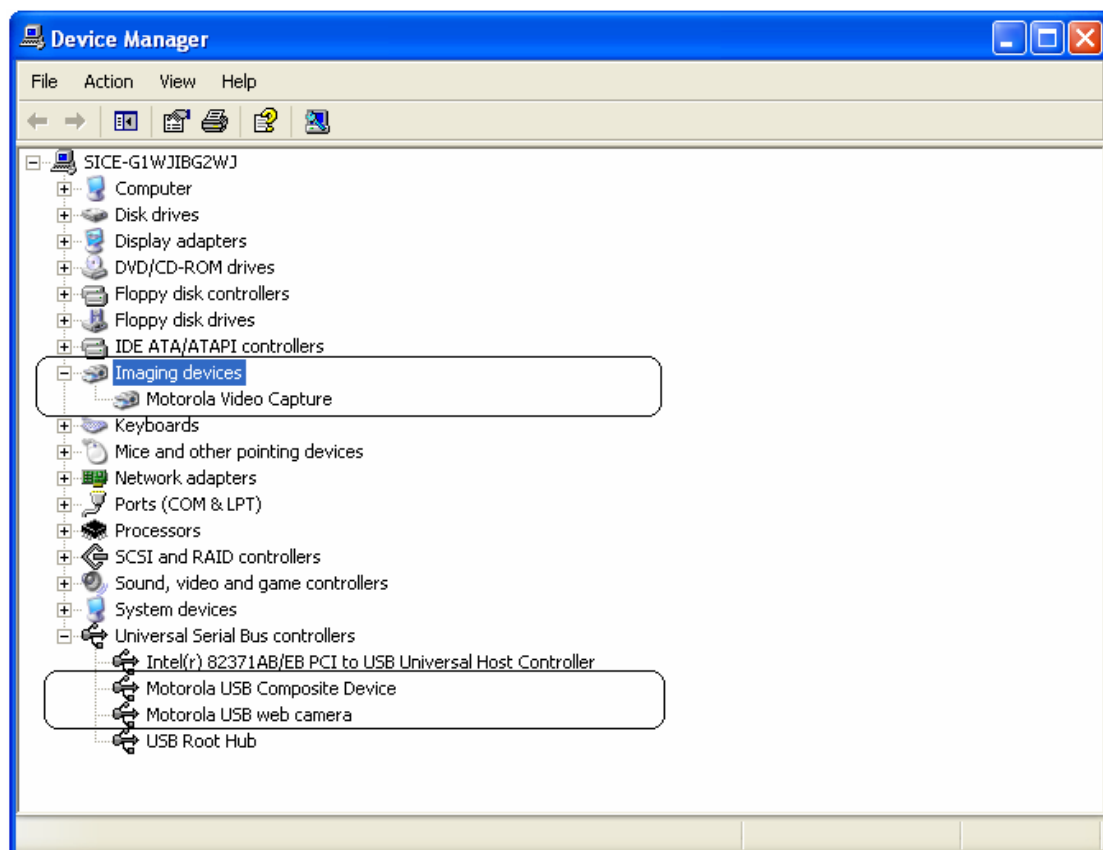 Device Manager
File Action View Help
SICE-G1WJIBG2WJ
Computer
Disk drives
Display adapters
DVD/CD-ROM drives
Floppy disk controllers
Floppy disk drives
IDE ATA/ATAPI controllers
Imaging devices
Motorola Video Capture
Keyboards
Mice and other pointing devices
Network adapters
Ports (COM & LPT)
Processors
SCSI and RAID controllers
Sound, video and game controllers
System devices
Universal Serial Bus controllers
Intel(r) 82371AB/EB PCI to USB Universal Host Controller
Motorola USB Composite Device
Motorola USB web camera
USB Root Hub